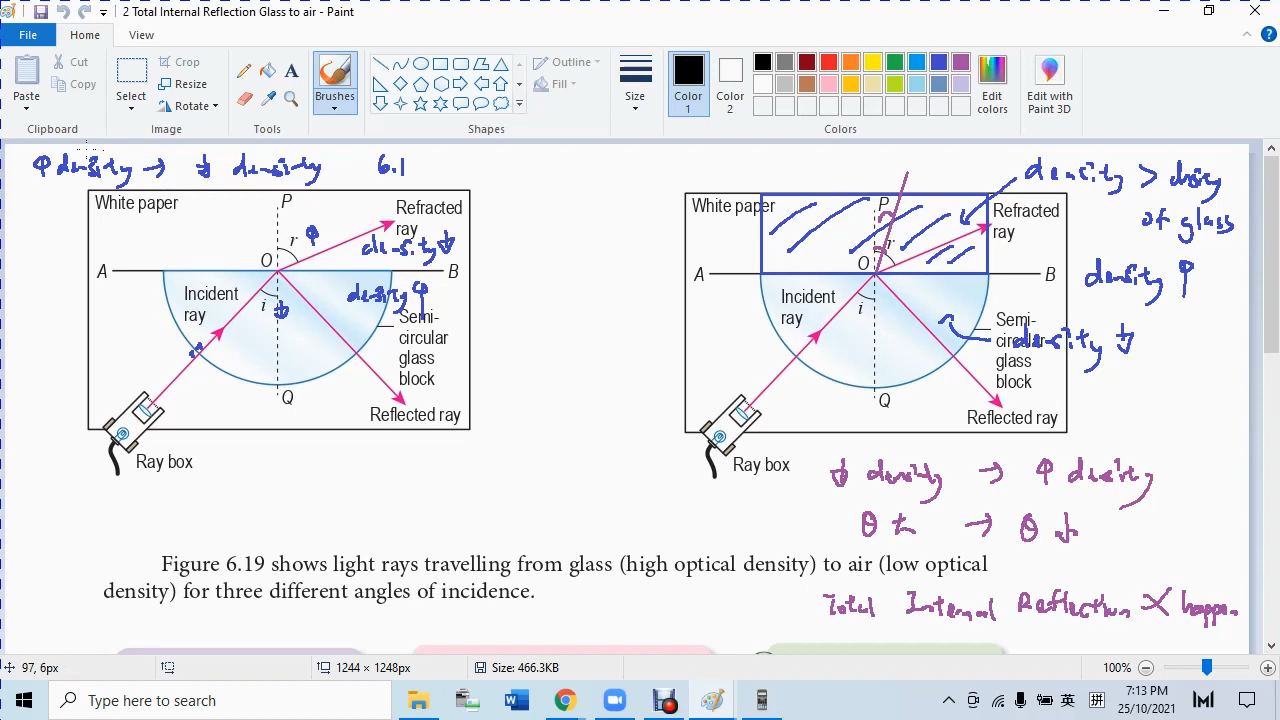 2 Total Internal Reflection Glass to air - Paint
File Home View
Paste Cut Copy Clipboard
Select Crop Resize Rotate Image
Tools
Brushes
Outline Fill Shapes
Size
Color 1 Color 2 Edit colors Colors
Edit with Paint 3D
↑ density → ↓ density 6.1
White paper
P
Refracted ray
r ↑
density ↓
A
O
B
Incident ray
i ↓
density ↑
Semi-circular glass block
Q
Reflected ray
Ray box
White paper
P
Refracted ray
r
A
O
B
Incident ray
i
Semi-circular glass block
Q
Reflected ray
Ray box
density > dsity
of glass
density ↑
density ↓
↓ density → ↑ density
θ → θ ↓
Total Internal Reflection X happen
Figure 6.19 shows light rays travelling from glass (high optical density) to air (low optical
density) for three different angles of incidence.
97, 6px 1244 × 1248px Size: 466.3KB 100%
Type here to search
英 拼 7:13 PM
25/10/2021